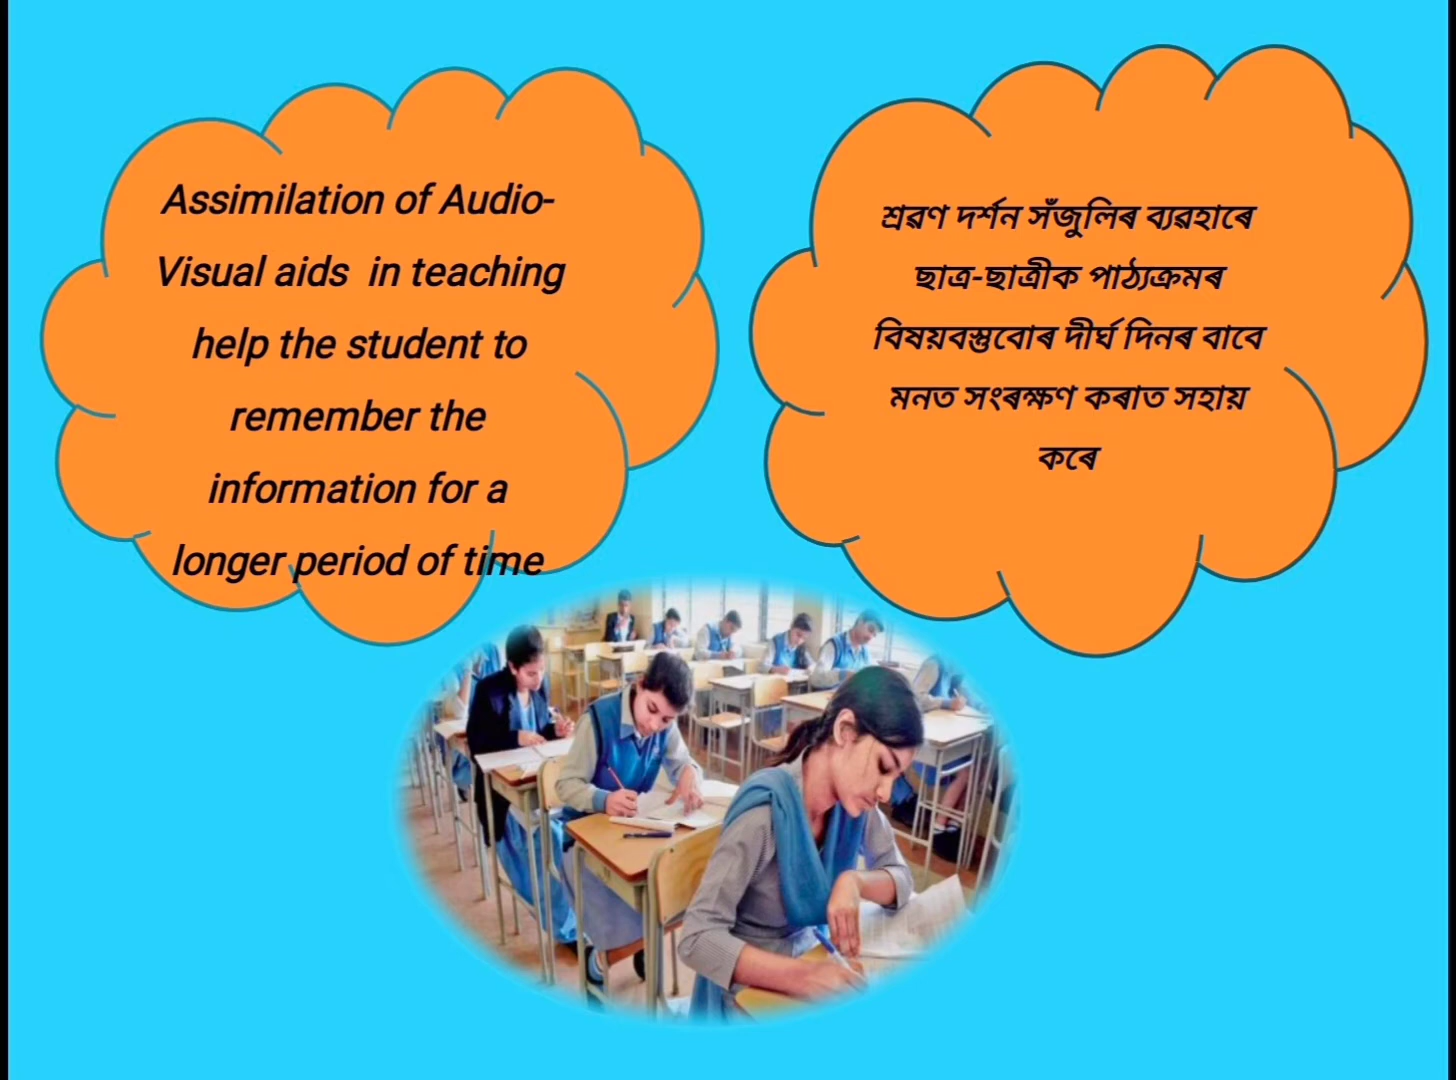 Assimilation of Audio-
Visual aids in teaching
help the student to
remember the
information for a
longer period of time
শ্ৰৱণ দৰ্শন সঁজুলিৰ ব্যৱহাৰে
ছাত্ৰ-ছাত্ৰীক পাঠ্যক্ৰমৰ
বিষয়বস্তুবোৰ দীৰ্ঘ দিনৰ বাবে
মনত সংৰক্ষণ কৰাত সহায়
কৰে